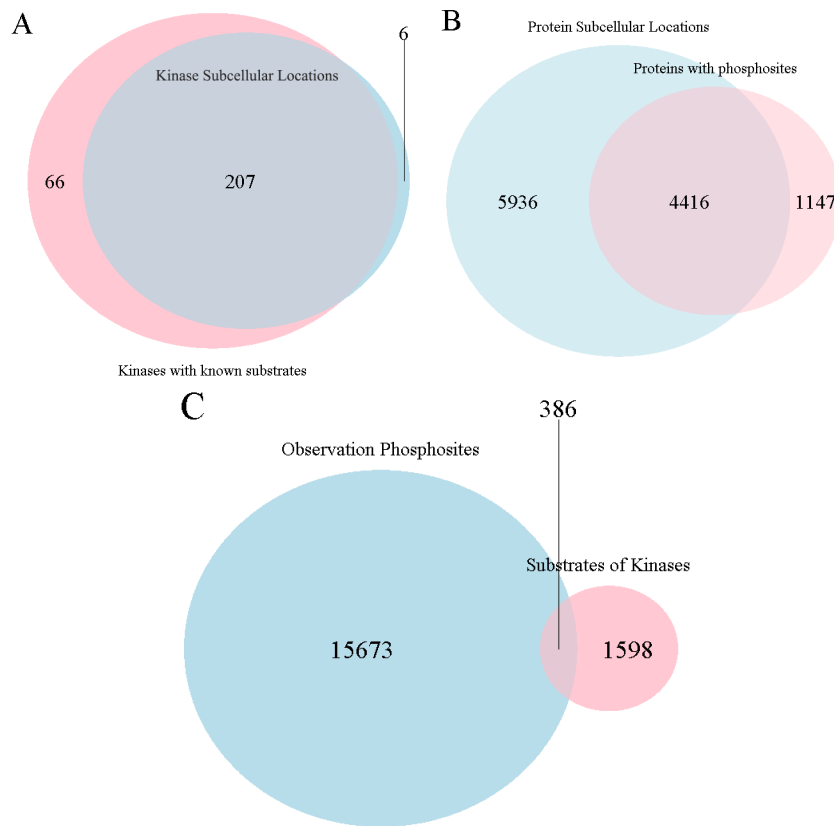 A
6
Kinase Subcellular Locations
66
207
Kinases with known substrates
B
Protein Subcellular Locations
Proteins with phosphosites
5936
4416
1147
C
386
Observation Phosphosites
Substrates of Kinases
15673
1598